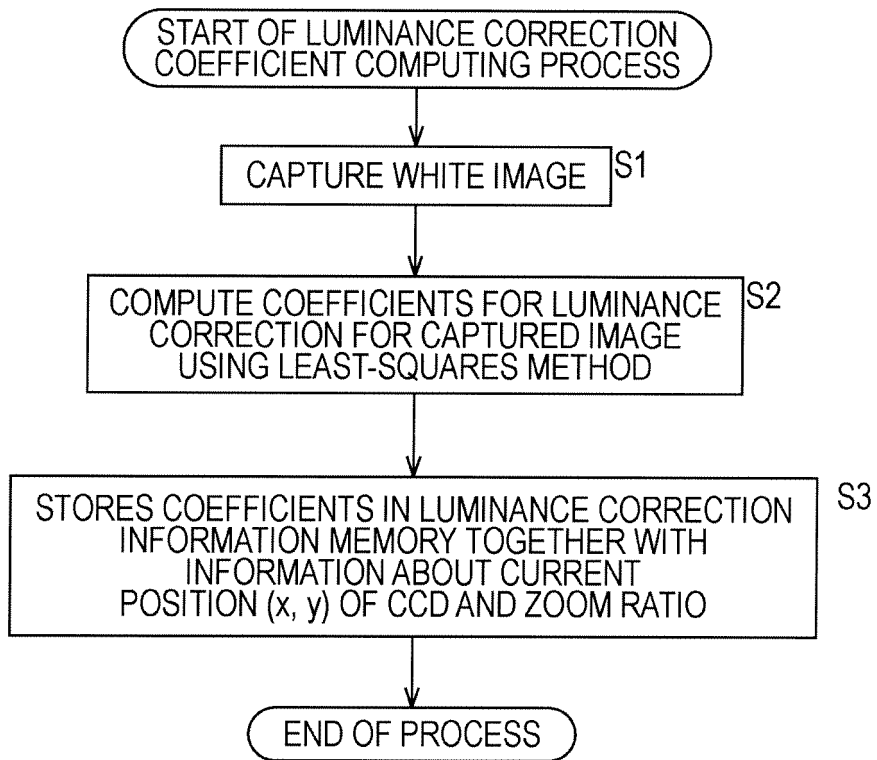 START OF LUMINANCE CORRECTION
COEFFICIENT COMPUTING PROCESS
CAPTURE WHITE IMAGE
S1
COMPUTE COEFFICIENTS FOR LUMINANCE
CORRECTION FOR CAPTURED IMAGE
USING LEAST-SQUARES METHOD
S2
STORES COEFFICIENTS IN LUMINANCE CORRECTION
INFORMATION MEMORY TOGETHER WITH
INFORMATION ABOUT CURRENT
POSITION (x, y) OF CCD AND ZOOM RATIO
S3
END OF PROCESS